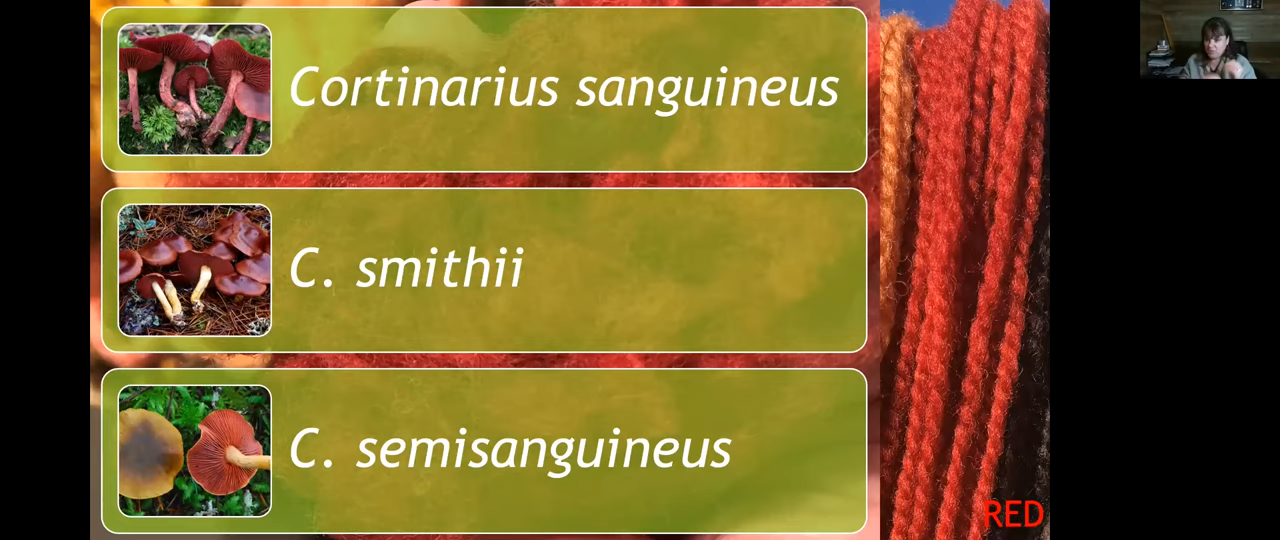 Cortinarius sanguineus
C. smithii
C. semisanguineus
RED